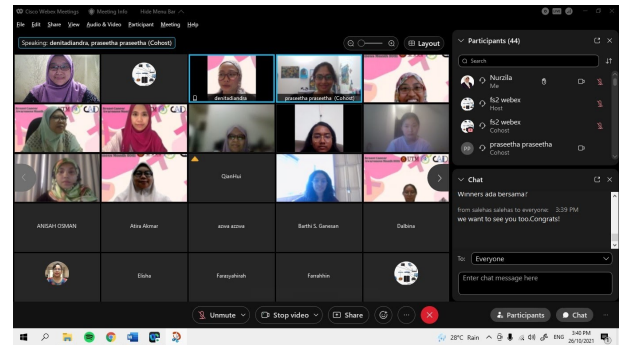 Cisco Webex Meetings Meeting Info Hide Menu Bar
File Edit Share View Audio & Video Participant Meeting Help
Speaking: denitadiandra, praseetha praseetha (Cohost)
Layout
denitadiandra
praseetha praseetha (Cohost)
UTM
CAD
QianHui
ANISAH OSMAN
Atira Akmar
azwa azwa
Barthi S. Ganesan
Dalbina
Elisha
Farasyahirah
Farrahhin
Participants (44)
Search
Nurzila
Me
fs2 webex
Host
fs2 webex
Cohost
PP
praseetha praseetha
Cohost
Chat
Winners ada bersama?
from salehas salehas to everyone: 3:39 PM
we want to see you too.Congrats!
To: Everyone
Enter chat message here
Unmute
Stop video
Share
Participants
Chat
28°C Rain
ENG
3:40 PM
26/10/2021